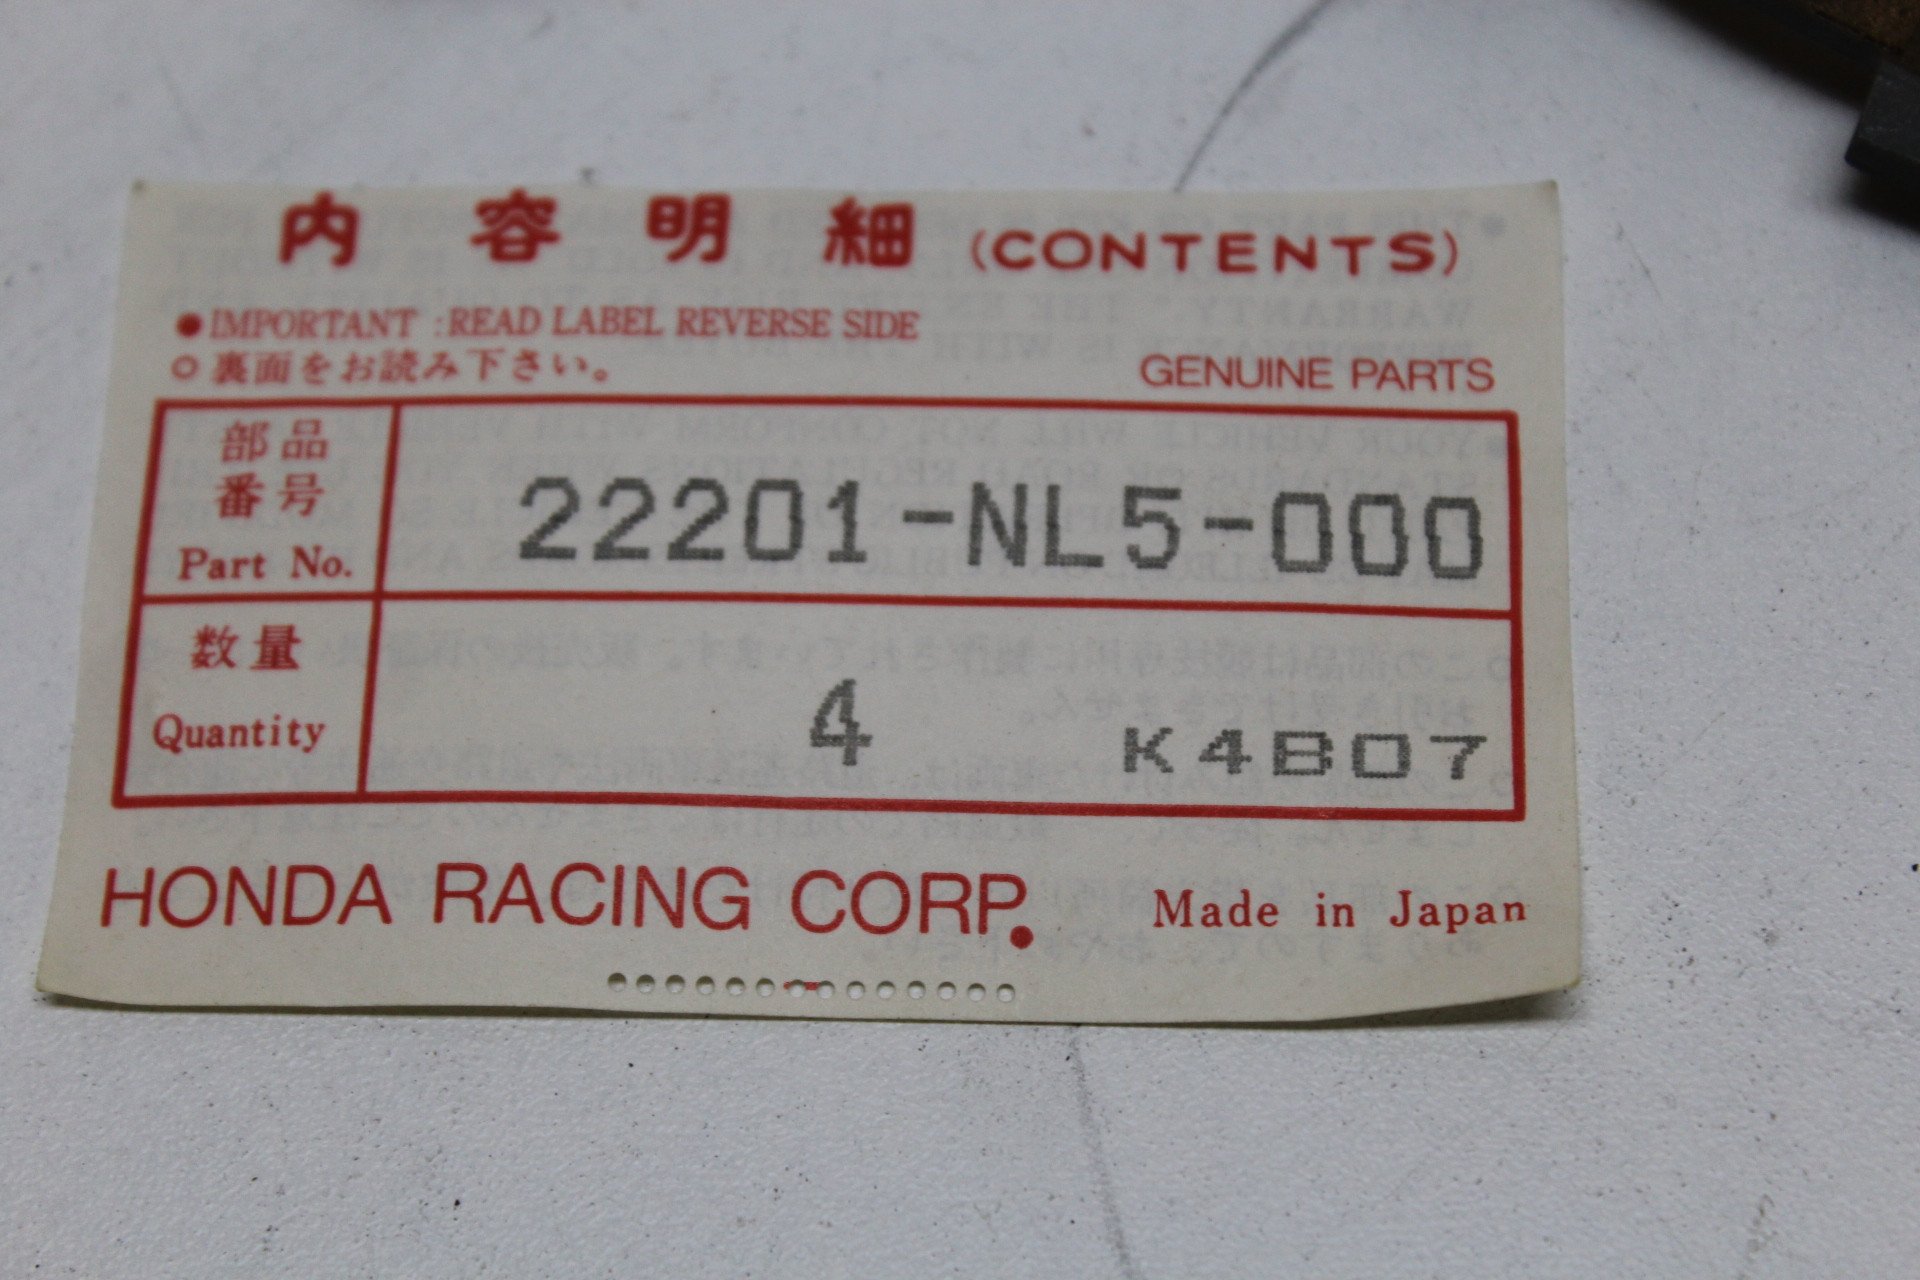 内容明細 (CONTENTS)
●IMPORTANT :READ LABEL REVERSE SIDE
○裏面をお読み下さい。
GENUINE PARTS
部品
番号
Part No.
22201-NL5-000
数量
Quantity
4 K4B07
HONDA RACING CORP.
Made in Japan